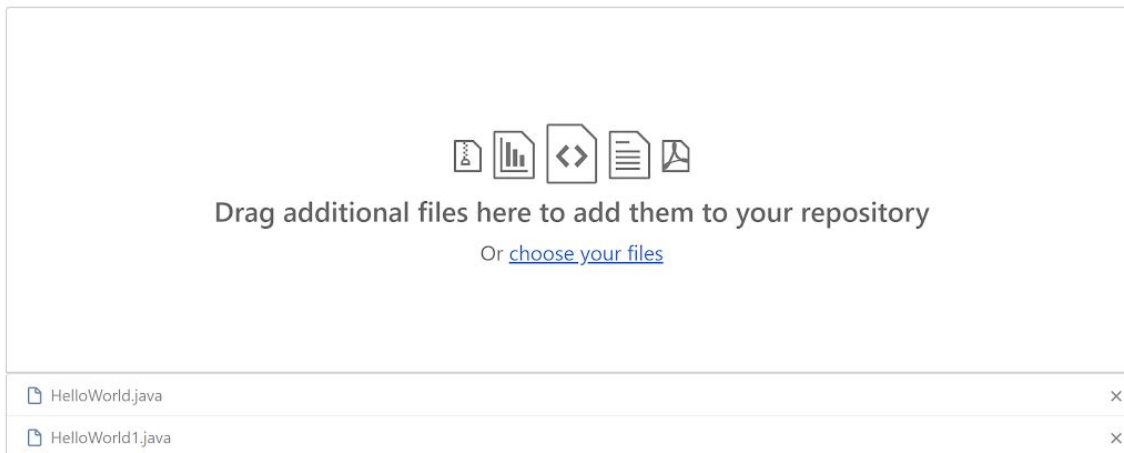 Drag additional files here to add them to your repository
Or choose your files
HelloWorld.java
HelloWorld1.java